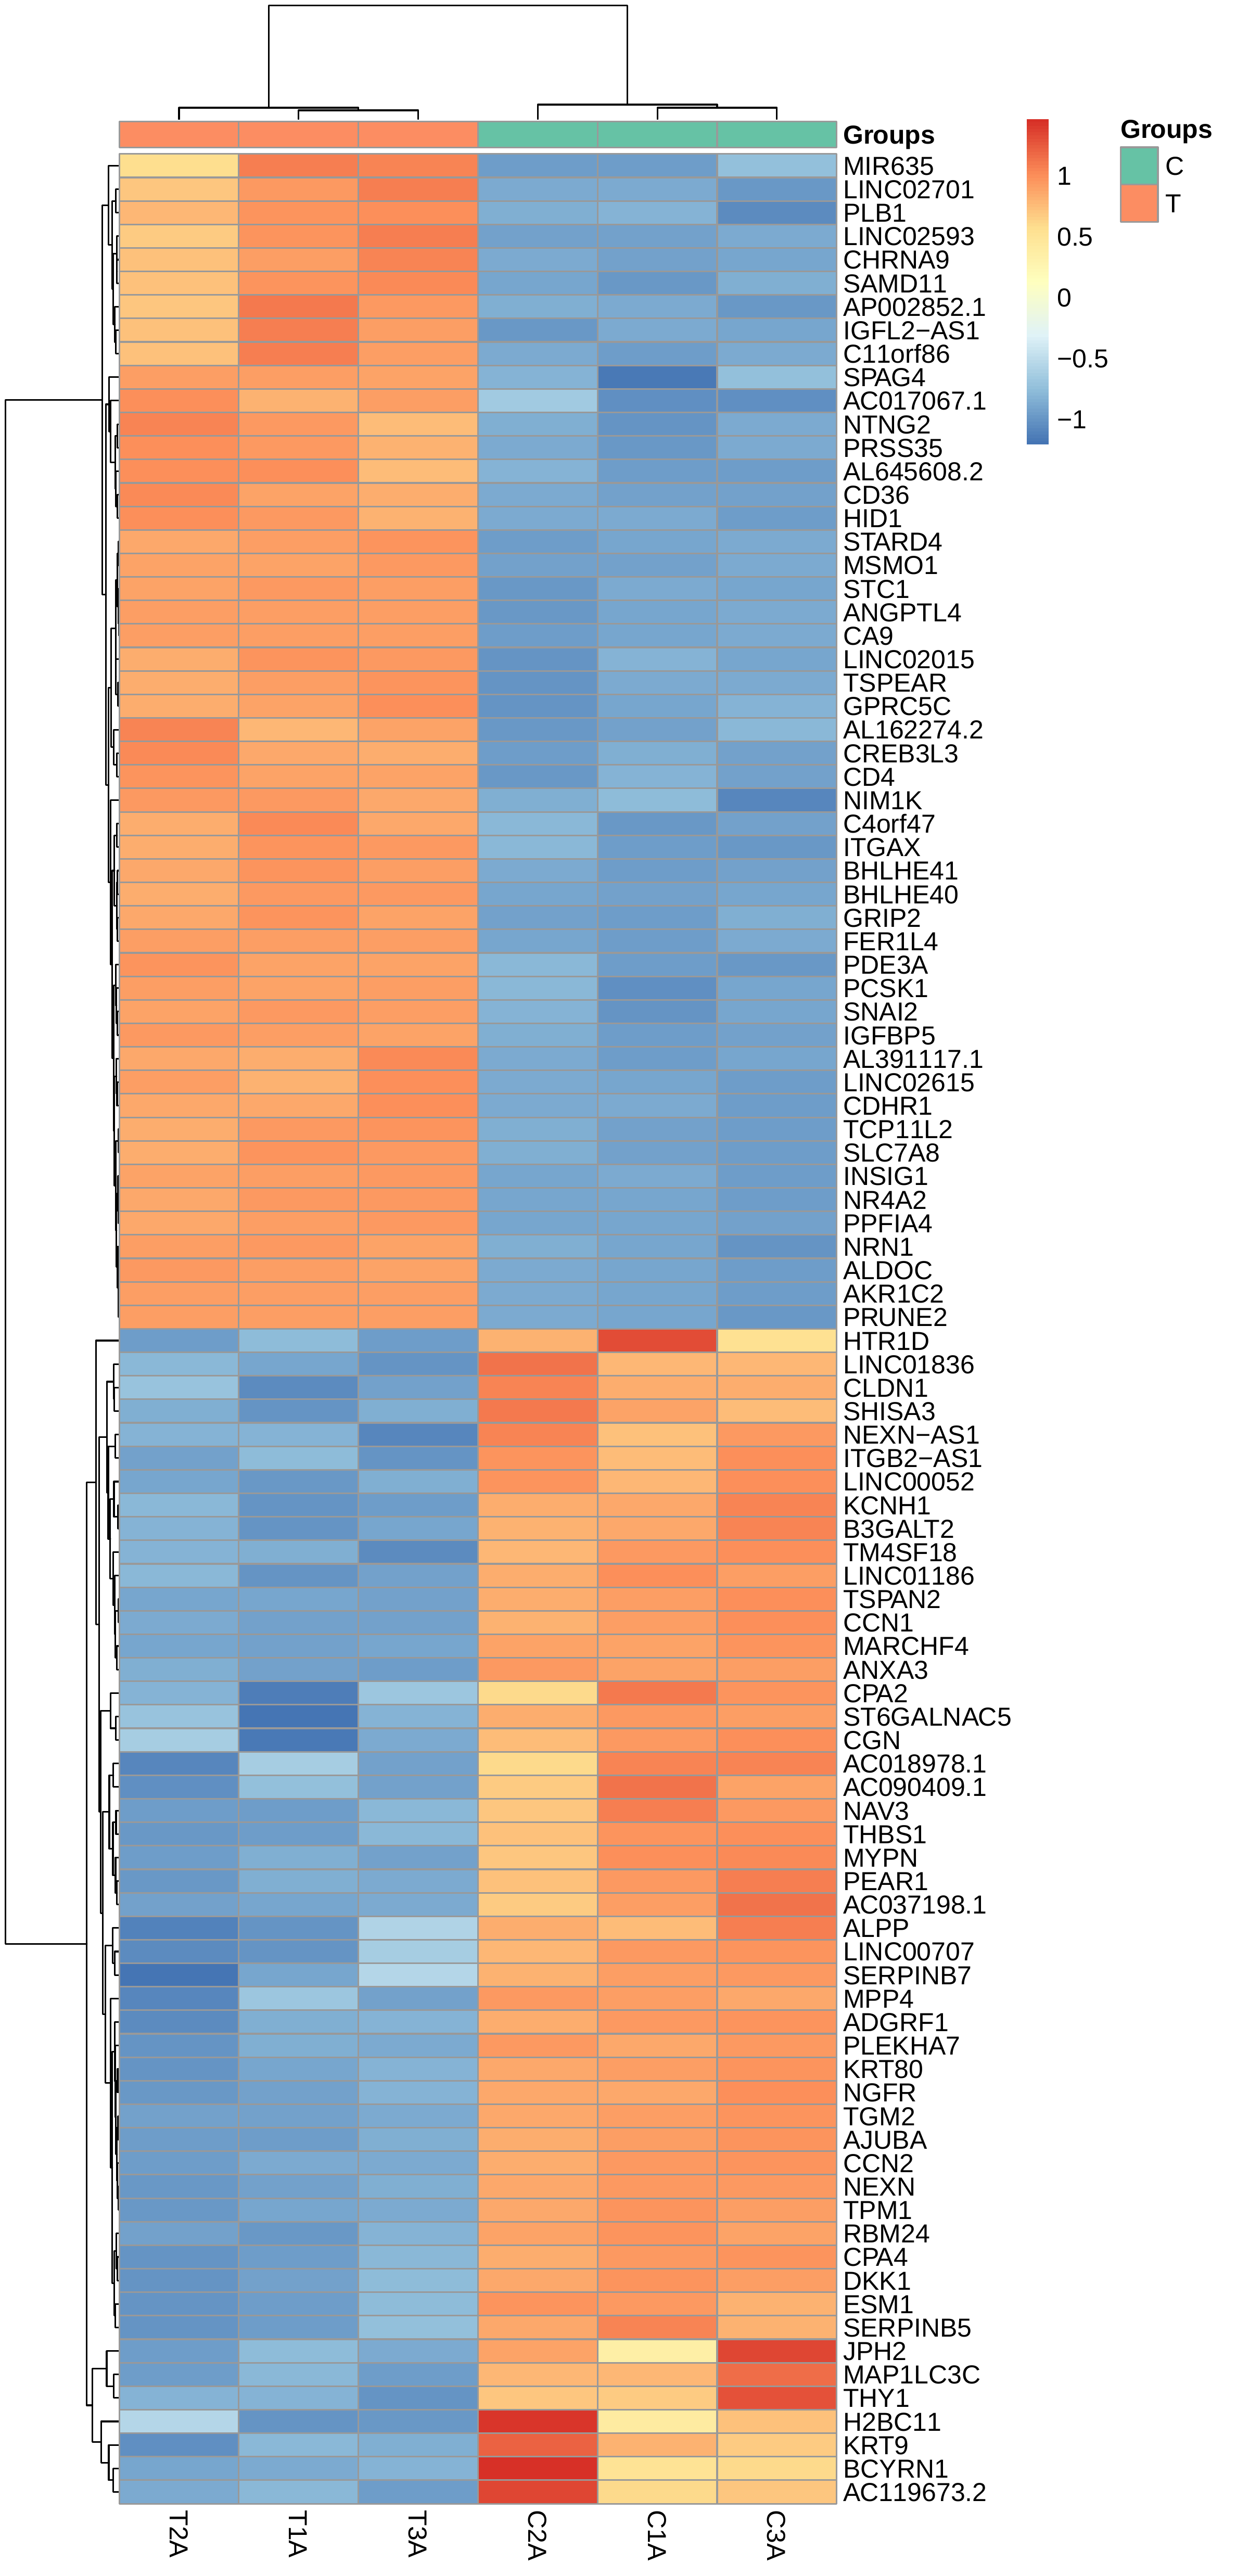 Groups
MIR635
LINC02701
PLB1
LINC02593
CHRNA9
SAMD11
AP002852.1
IGFL2−AS1
C11orf86
SPAG4
AC017067.1
NTNG2
PRSS35
AL645608.2
CD36
HID1
STARD4
MSMO1
STC1
ANGPTL4
CA9
LINC02015
TSPEAR
GPRC5C
AL162274.2
CREB3L3
CD4
NIM1K
C4orf47
ITGAX
BHLHE41
BHLHE40
GRIP2
FER1L4
PDE3A
PCSK1
SNAI2
IGFBP5
AL391117.1
LINC02615
CDHR1
TCP11L2
SLC7A8
INSIG1
NR4A2
PPFIA4
NRN1
ALDOC
AKR1C2
PRUNE2
HTR1D
LINC01836
CLDN1
SHISA3
NEXN−AS1
ITGB2−AS1
LINC00052
KCNH1
B3GALT2
TM4SF18
LINC01186
TSPAN2
CCN1
MARCHF4
ANXA3
CPA2
ST6GALNAC5
CGN
AC018978.1
AC090409.1
NAV3
THBS1
MYPN
PEAR1
AC037198.1
ALPP
LINC00707
SERPINB7
MPP4
ADGRF1
PLEKHA7
KRT80
NGFR
TGM2
AJUBA
CCN2
NEXN
TPM1
RBM24
CPA4
DKK1
ESM1
SERPINB5
JPH2
MAP1LC3C
THY1
H2BC11
KRT9
BCYRN1
AC119673.2
T2A
T1A
T3A
C2A
C1A
C3A
1
0.5
0
−0.5
−1
Groups
C
T